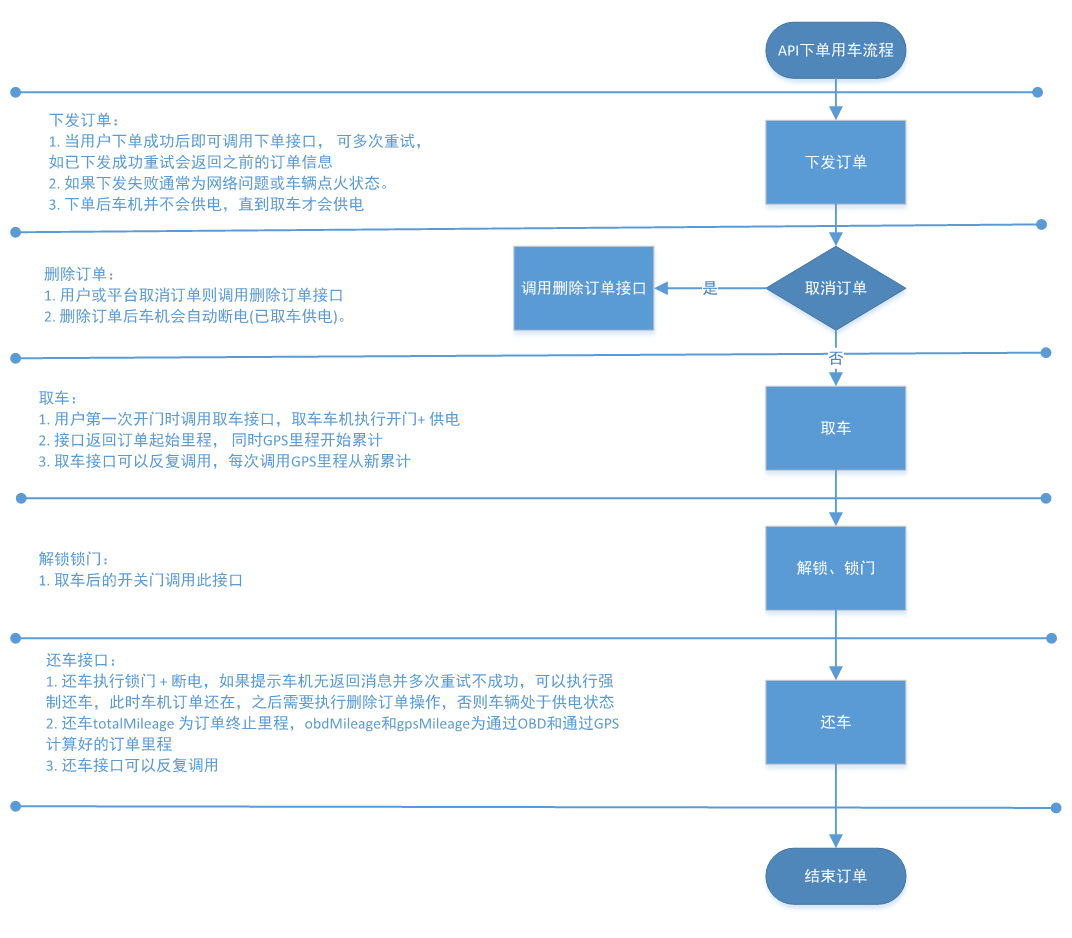 API下单用车流程
下发订单：
1. 当用户下单成功后即可调用下单接口， 可多次重试，
如已下发成功重试会返回之前的订单信息
2. 如果下发失败通常为网络问题或车辆点火状态。
3. 下单后车机并不会供电，直到取车才会供电
下发订单
删除订单：
1. 用户或平台取消订单则调用删除订单接口
2. 删除订单后车机会自动断电(已取车供电)。
调用删除订单接口
是
取消订单
否
取车：
1. 用户第一次开门时调用取车接口，取车车机执行开门+ 供电
2. 接口返回订单起始里程， 同时GPS里程开始累计
3. 取车接口可以反复调用，每次调用GPS里程从新累计
取车
解锁锁门：
1. 取车后的开关门调用此接口
解锁、锁门
还车接口：
1. 还车执行锁门 + 断电，如果提示车机无返回消息并多次重试不成功，可以执行强
制还车，此时车机订单还在，之后需要执行删除订单操作，否则车辆处于供电状态
2. 还车totalMileage 为订单终止里程，obdMileage和gpsMileage为通过OBD和通过GPS
计算好的订单里程
3. 还车接口可以反复调用
还车
结束订单